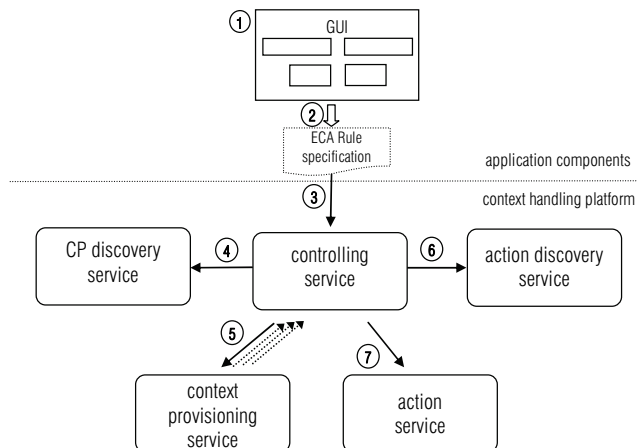 1
GUI
2
ECA Rule
specification
application components
3
context handling platform
CP discovery
service
4
controlling
service
6
action discovery
service
5
7
context
provisioning
service
action
service